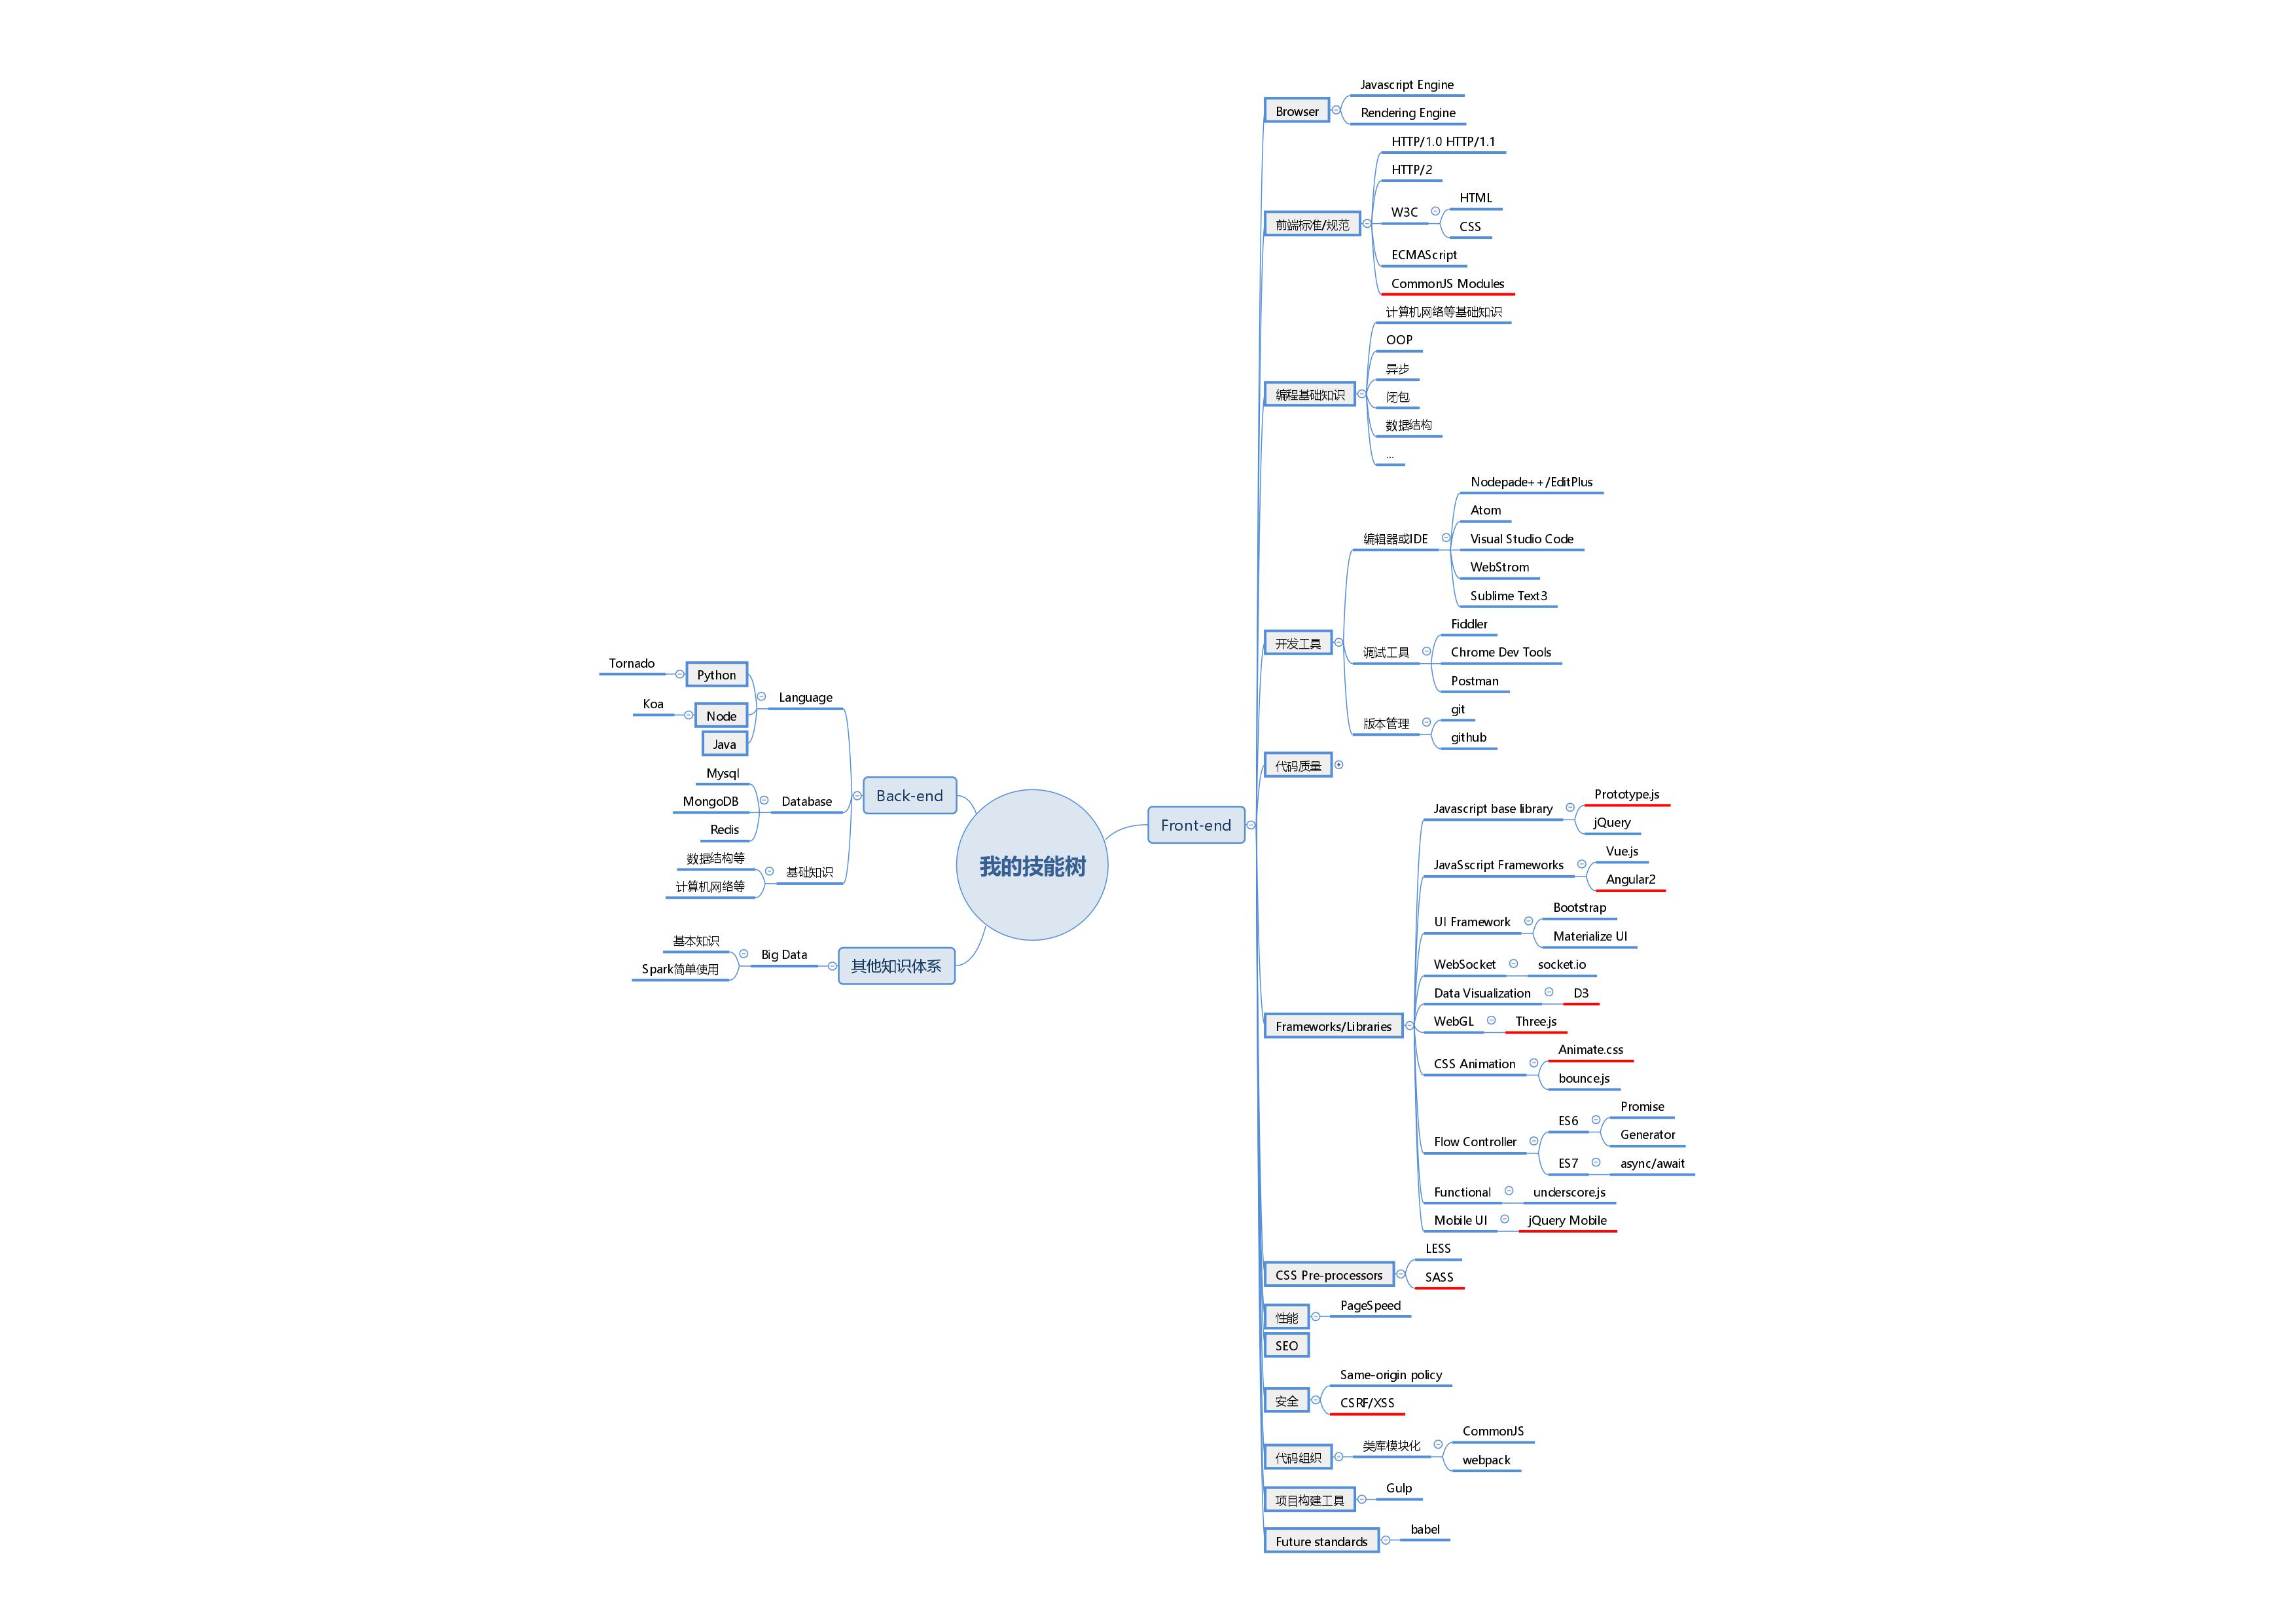 我的技能树
Front-end
Browser
Javascript Engine
Rendering Engine
前端标准/规范
HTTP/1.0 HTTP/1.1
HTTP/2
W3C
HTML
CSS
ECMAScript
CommonJS Modules
编程基础知识
计算机网络等基础知识
OOP
异步
闭包
数据结构
...
开发工具
编辑器或IDE
Nodepade++/EditPlus
Atom
Visual Studio Code
WebStrom
Sublime Text3
调试工具
Fiddler
Chrome Dev Tools
Postman
版本管理
git
github
代码质量
Frameworks/Libraries
Javascript base library
Prototype.js
jQuery
JavaSscript Frameworks
Vue.js
Angular2
UI Framework
Bootstrap
Materialize UI
WebSocket
socket.io
Data Visualization
D3
WebGL
Three.js
CSS Animation
Animate.css
bounce.js
Flow Controller
ES6
Promise
Generator
ES7
async/await
Functional
underscore.js
Mobile UI
jQuery Mobile
CSS Pre-processors
LESS
SASS
性能
PageSpeed
SEO
安全
Same-origin policy
CSRF/XSS
代码组织
类库模块化
CommonJS
webpack
项目构建工具
Gulp
Future standards
babel
Back-end
Language
Python
Tornado
Node
Koa
Java
Database
Mysql
MongoDB
Redis
基础知识
数据结构等
计算机网络等
其他知识体系
Big Data
基本知识
Spark简单使用